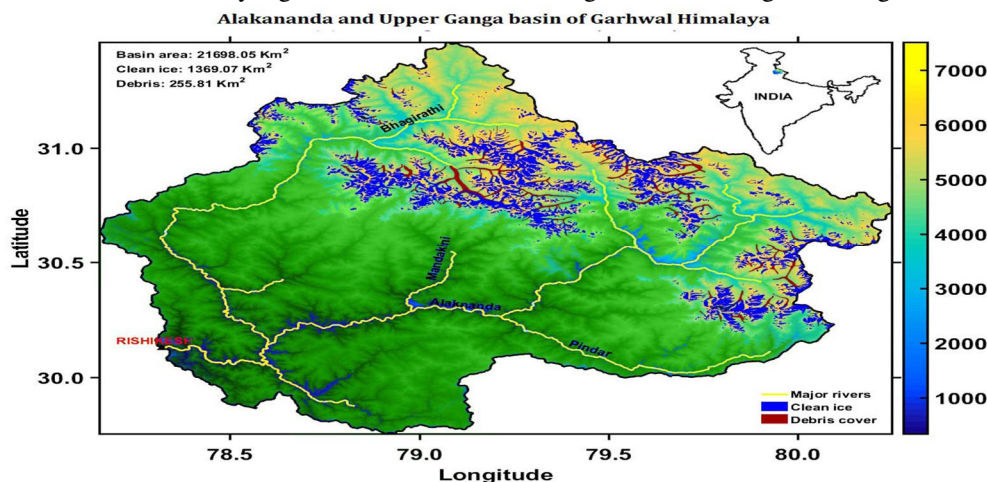 Alakananda and Upper Ganga basin of Garhwal Himalaya
Basin area: 21698.05 Km²
Clean ice: 1369.07 Km²
Debris: 255.81 Km²
INDIA
7000
6000
5000
4000
3000
2000
1000
Bhagirathi
Mandakni
Alaknanda
Pindar
RISHIKESH
31.0
30.5
30.0
Latitude
Major rivers
Clean ice
Debris cover
78.5
79.0
79.5
80.0
Longitude